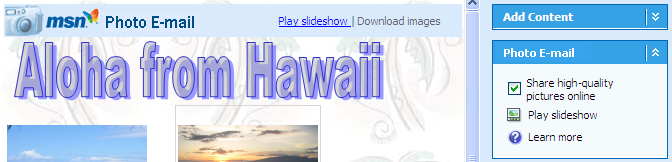 msn Photo E-mail
Play slideshow | Download images
Aloha from Hawaii
Add Content
Photo E-mail
Share high-quality
pictures online
Play slideshow
Learn more